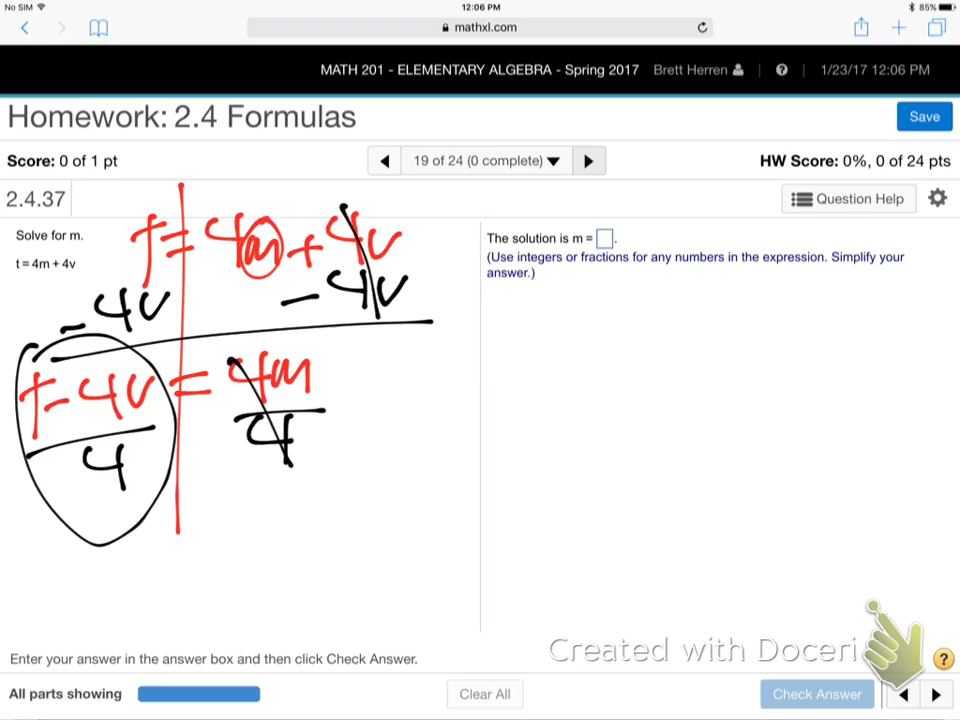 No SIM 12:06 PM 85%
mathxl.com
MATH 201 - ELEMENTARY ALGEBRA - Spring 2017 Brett Herren ? 1/23/17 12:06 PM
Homework: 2.4 Formulas Save
Score: 0 of 1 pt 19 of 24 (0 complete) HW Score: 0%, 0 of 24 pts
2.4.37 Question Help
Solve for m.
t = 4m + 4v
t = 4m + 4v
- 4v - 4v
t - 4v = 4m
4 4
The solution is m = .
(Use integers or fractions for any numbers in the expression. Simplify your
answer.)
Created with Doceri
Enter your answer in the answer box and then click Check Answer. ?
All parts showing Clear All Check Answer